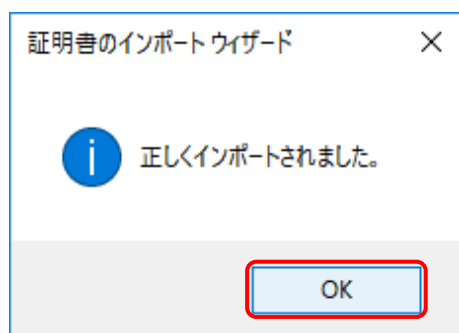 証明書のインポート ウィザード
正しくインポートされました。
OK